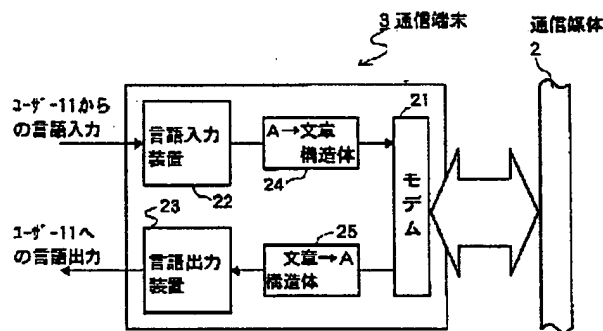 3 通信端末
通信媒体
2
21
ユーザー11から
の言語入力
言語入力
装置
22
A→文章
構造体
24
モデム
23
ユーザー11へ
の言語出力
言語出力
装置
25
文章→A
構造体